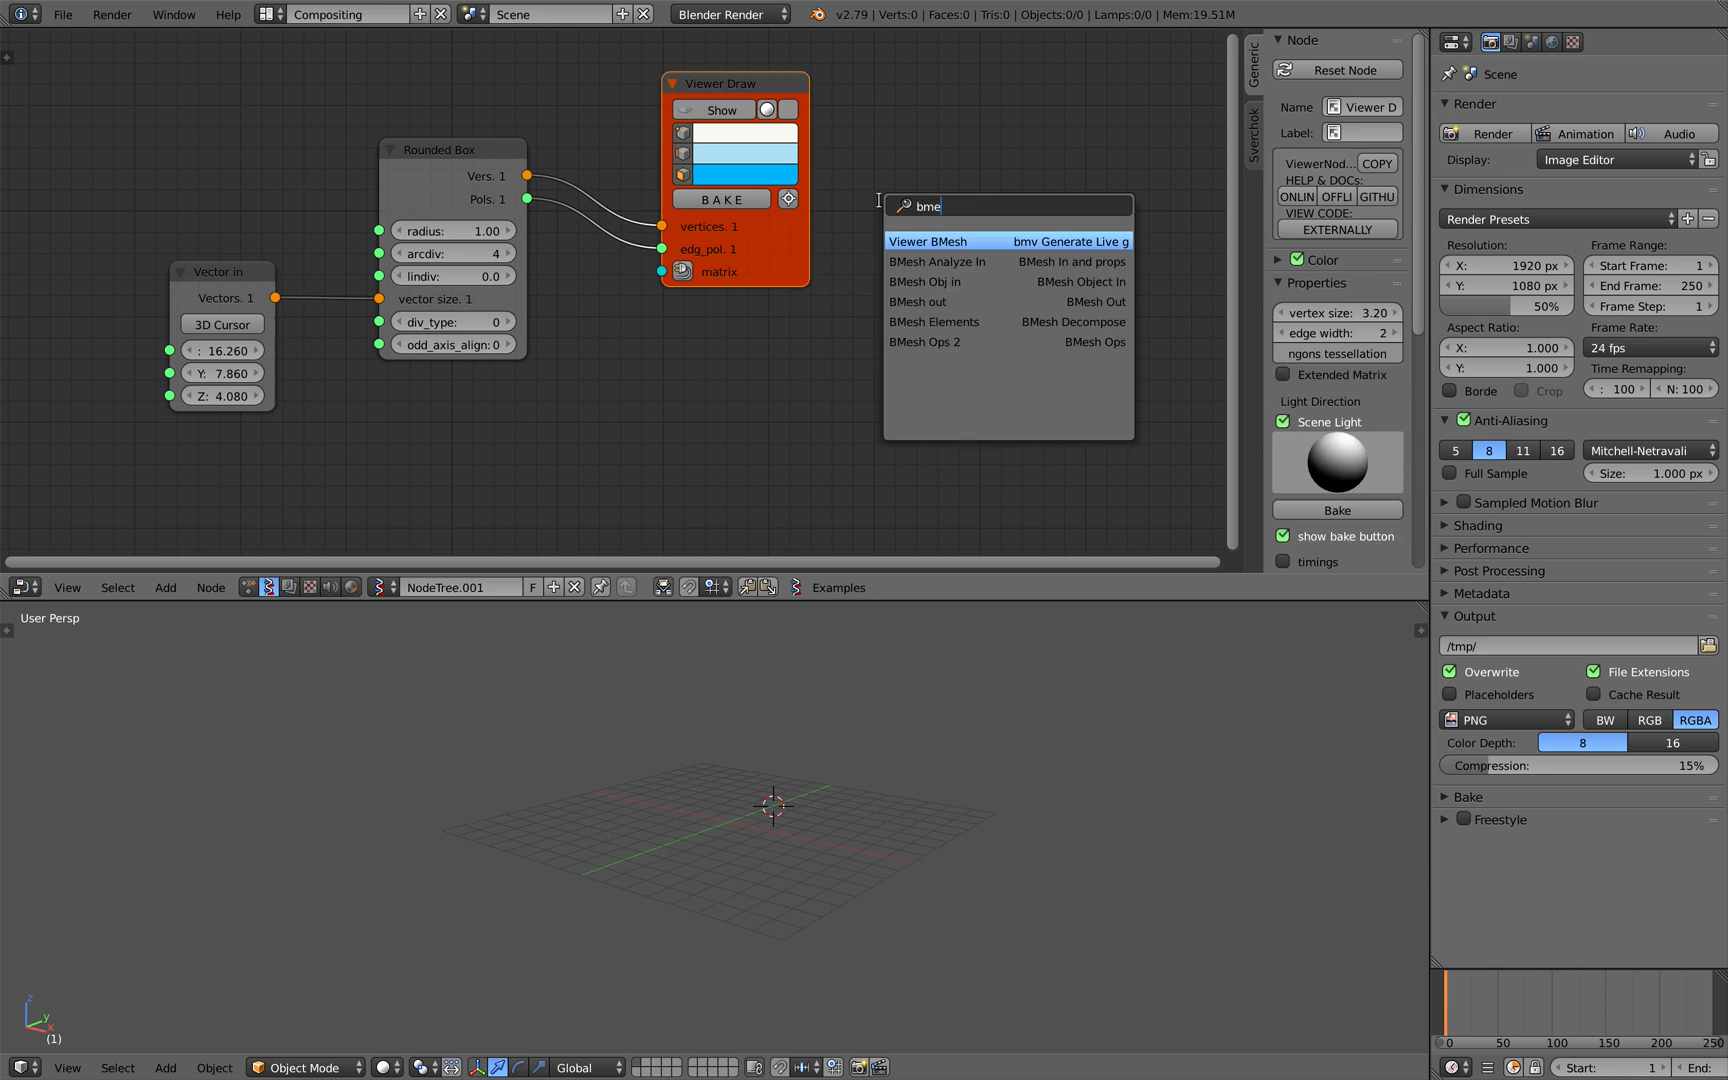 File Render Window Help Compositing Scene Blender Render v2.79 | Verts:0 | Faces:0 | Tris:0 | Objects:0/0 | Lamps:0/0 | Mem:19.51M
Viewer Draw
Show
BAKE
vertices. 1
edg_pol. 1
matrix
Rounded Box
Vers. 1
Pols. 1
radius: 1.00
arcdiv: 4
lindiv: 0.0
vector size. 1
div_type: 0
odd_axis_align: 0
Vector in
Vectors. 1
3D Cursor
: 16.260
Y: 7.860
Z: 4.080
bme
Viewer BMesh bmv Generate Live g
BMesh Analyze In BMesh In and props
BMesh Obj in BMesh Object In
BMesh out BMesh Out
BMesh Elements BMesh Decompose
BMesh Ops 2 BMesh Ops
Generic
Sverchok
Node
Reset Node
Name Viewer D
Label:
ViewerNod... COPY
HELP & DOCs:
ONLIN OFFLI GITHU
VIEW CODE:
EXTERNALLY
Color
Properties
vertex size: 3.20
edge width: 2
ngons tessellation
Extended Matrix
Light Direction
Scene Light
Bake
show bake button
timings
View Select Add Node NodeTree.001 F Examples
User Persp
z
y
x
(1)
View Select Add Object Object Mode Global
Scene
Render
Render Animation Audio
Display: Image Editor
Dimensions
Render Presets
Resolution: Frame Range:
X: 1920 px Start Frame: 1
Y: 1080 px End Frame: 250
50% Frame Step: 1
Aspect Ratio: Frame Rate:
X: 1.000 24 fps
Y: 1.000 Time Remapping:
Borde Crop : 100 N: 100
Anti-Aliasing
5 8 11 16 Mitchell-Netravali
Full Sample Size: 1.000 px
Sampled Motion Blur
Shading
Performance
Post Processing
Metadata
Output
/tmp/
Overwrite File Extensions
Placeholders Cache Result
PNG BW RGB RGBA
Color Depth: 8 16
Compression: 15%
Bake
Freestyle
0 50 100 150 200 250
Start: 1 End: